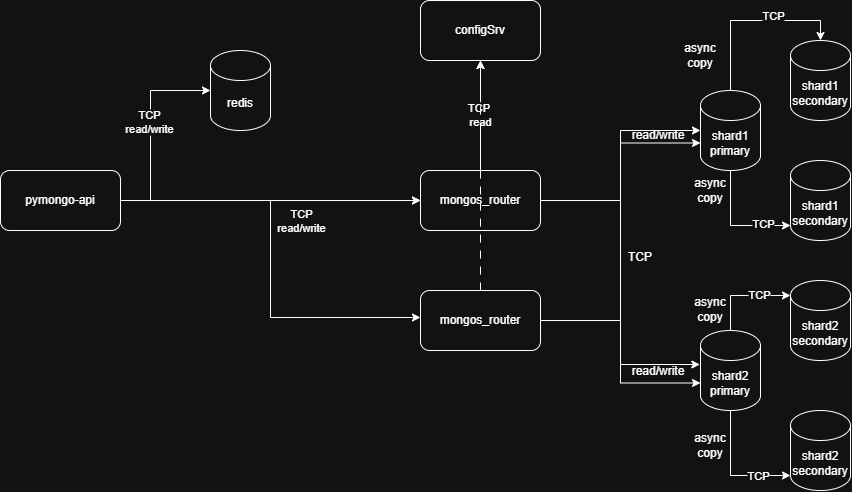 configSrv
TCP
async
copy
shard1
secondary
redis
TCP
read/write
TCP
read
read/write
shard1
primary
async
copy
TCP
shard1
secondary
pymongo-api
TCP
read/write
mongos_router
TCP
mongos_router
async
copy
TCP
shard2
secondary
read/write
shard2
primary
async
copy
TCP
shard2
secondary